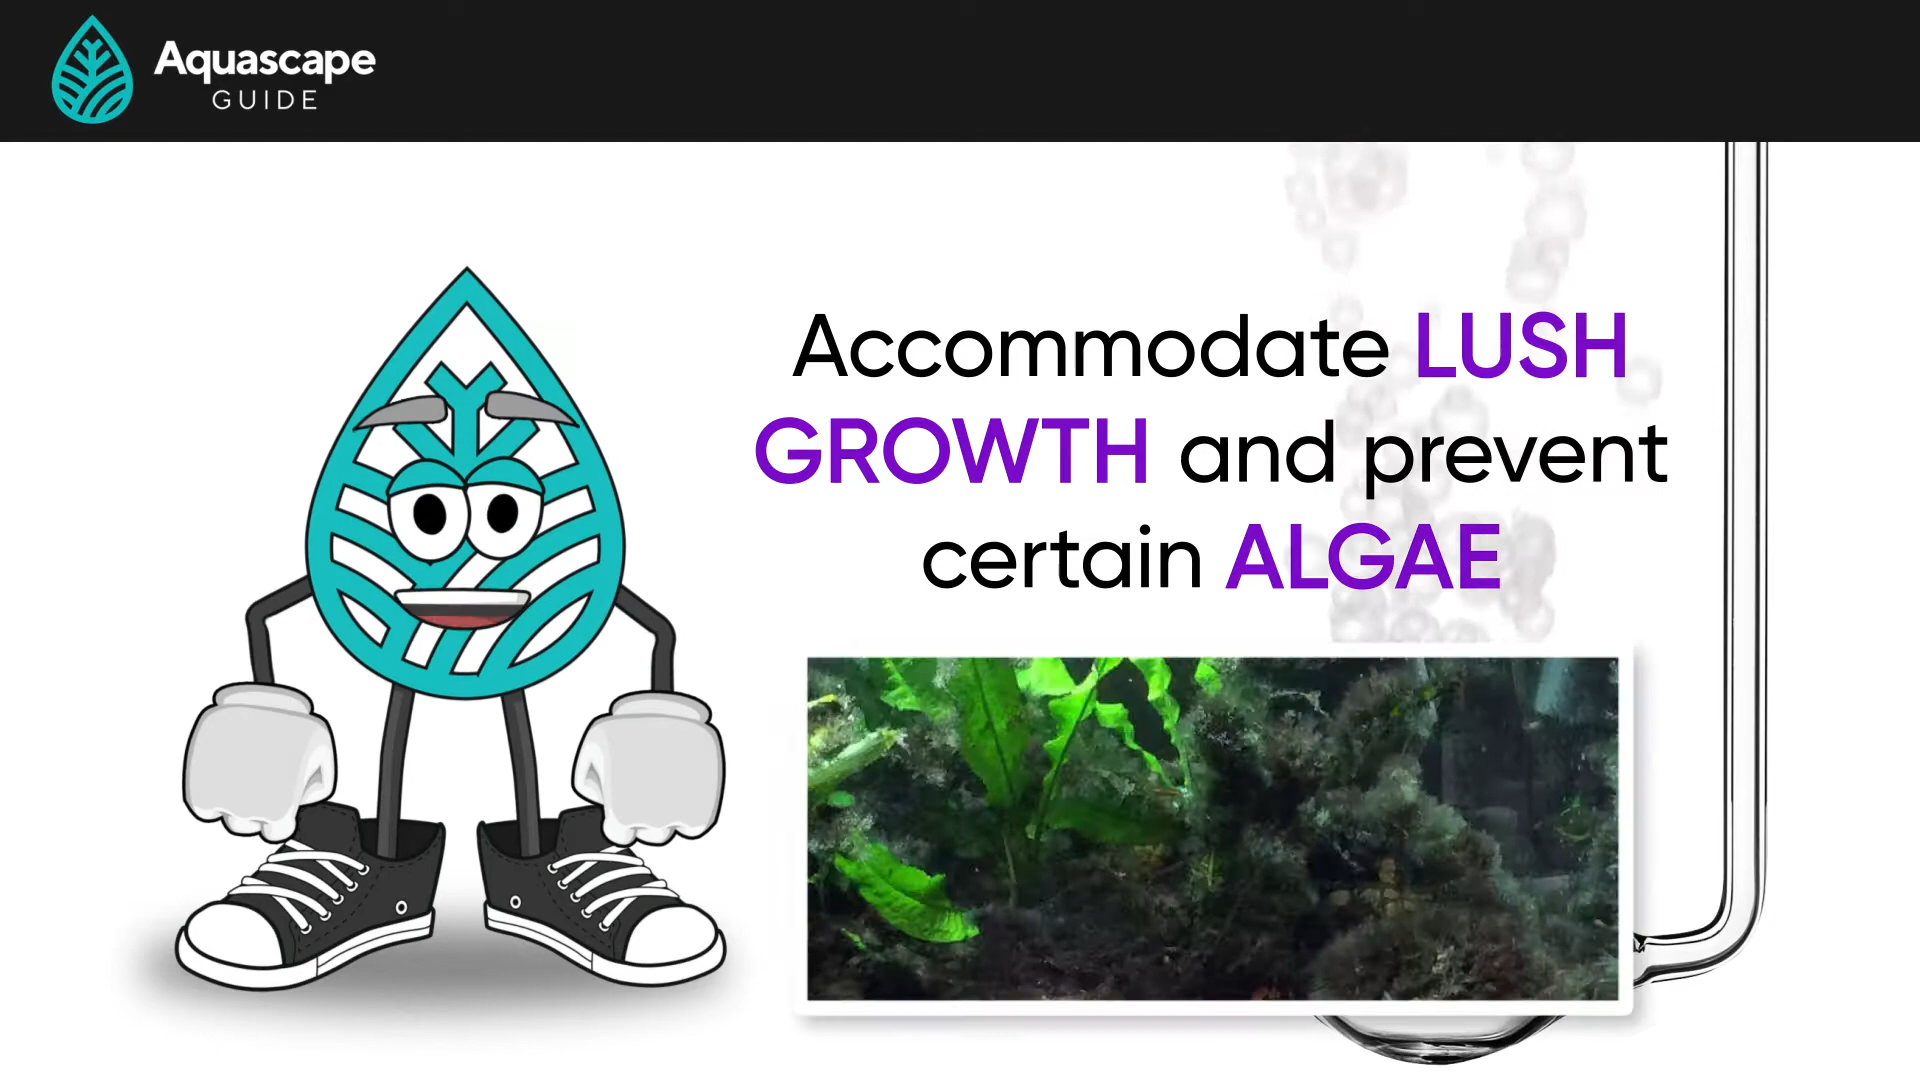 Aquascape
GUIDE
Accommodate LUSH
GROWTH and prevent
certain ALGAE